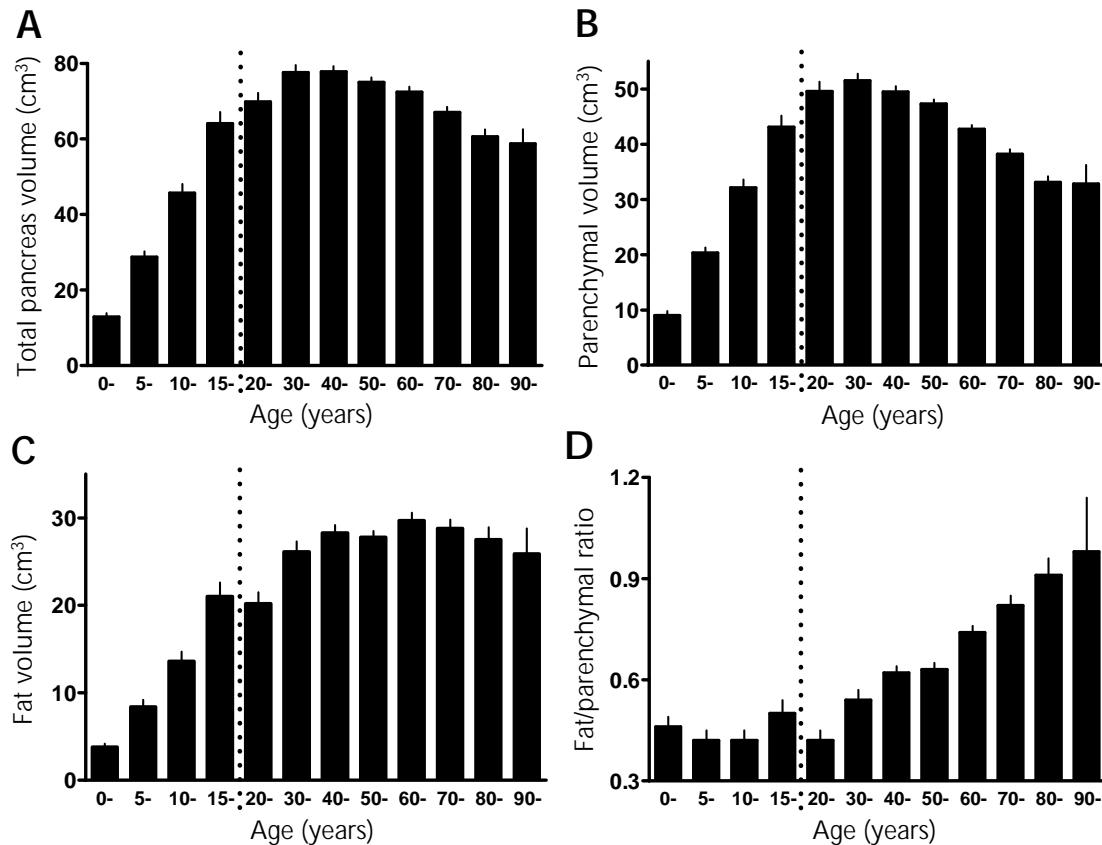 A
Total pancreas volume (cm³)
80
60
40
20
0
0- 5- 10- 15- 20- 30- 40- 50- 60- 70- 80- 90-
Age (years)
B
Parenchymal volume (cm³)
50
40
30
20
10
0
0- 5- 10- 15- 20- 30- 40- 50- 60- 70- 80- 90-
Age (years)
C
Fat volume (cm³)
30
20
10
0
0- 5- 10- 15- 20- 30- 40- 50- 60- 70- 80- 90-
Age (years)
D
Fat/parenchymal ratio
1.2
0.9
0.6
0.3
0- 5- 10- 15- 20- 30- 40- 50- 60- 70- 80- 90-
Age (years)